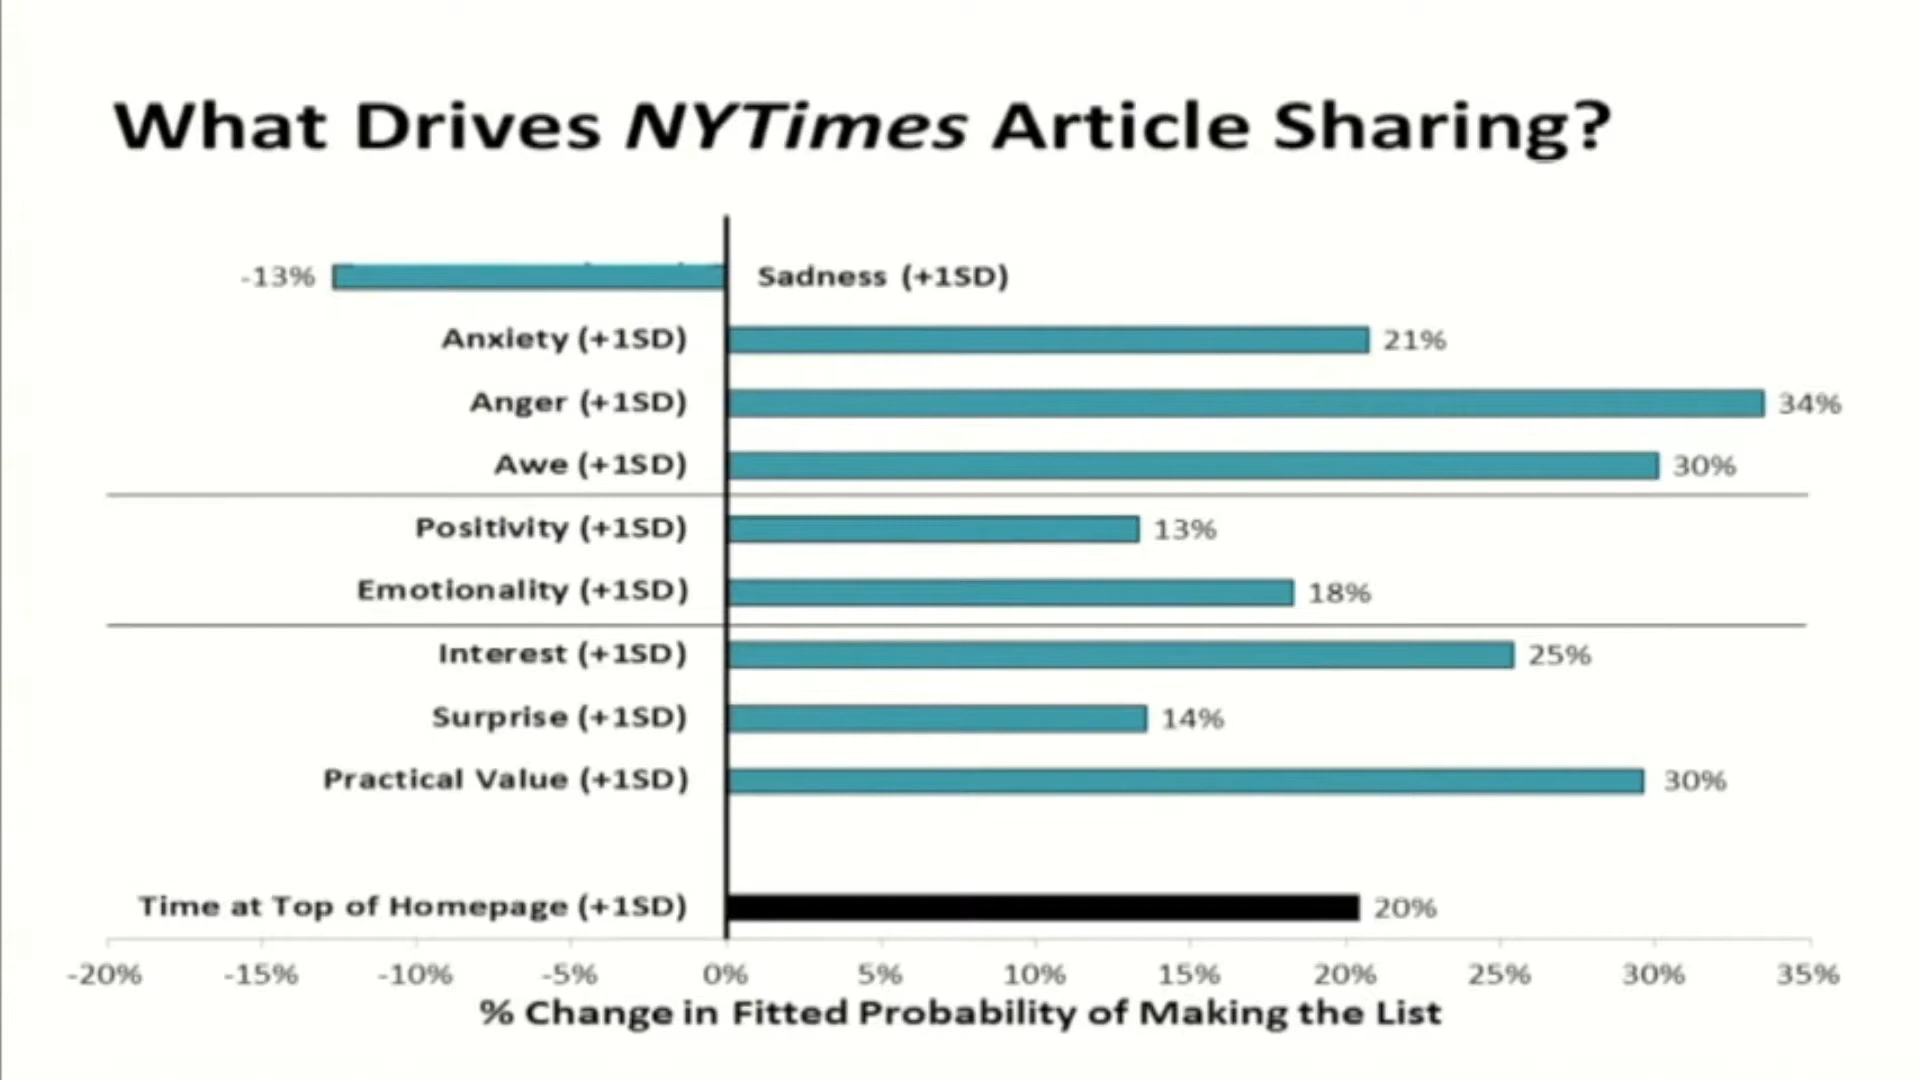 What Drives NYTimes Article Sharing?
-13% Sadness (+1SD)
Anxiety (+1SD) 21%
Anger (+1SD) 34%
Awe (+1SD) 30%
Positivity (+1SD) 13%
Emotionality (+1SD) 18%
Interest (+1SD) 25%
Surprise (+1SD) 14%
Practical Value (+1SD) 30%
Time at Top of Homepage (+1SD) 20%
-20% -15% -10% -5% 0% 5% 10% 15% 20% 25% 30% 35%
% Change in Fitted Probability of Making the List